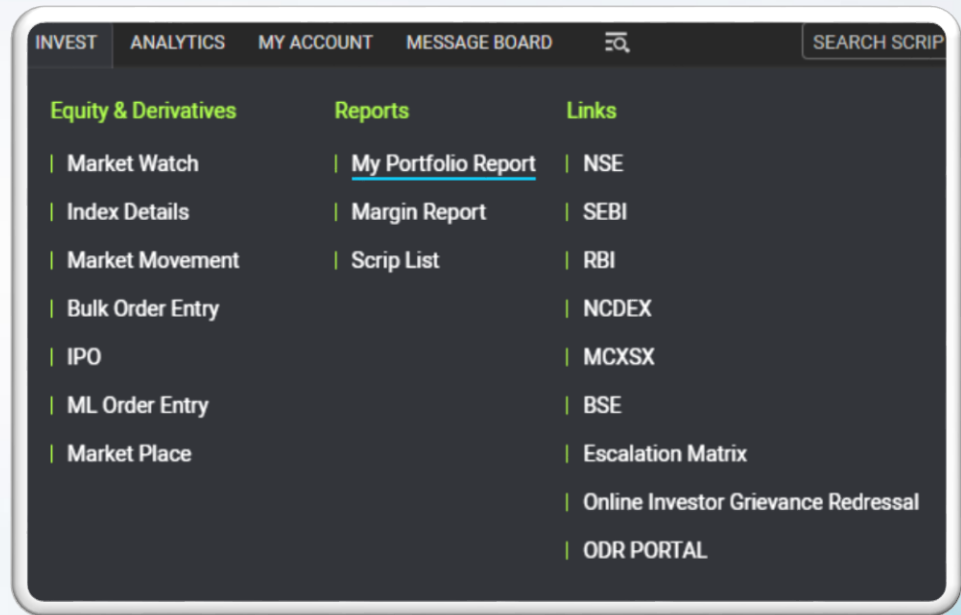 INVEST ANALYTICS MY ACCOUNT MESSAGE BOARD SEARCH SCRIP
Equity & Derivatives
Market Watch
Index Details
Market Movement
Bulk Order Entry
IPO
ML Order Entry
Market Place
Reports
My Portfolio Report
Margin Report
Scrip List
Links
NSE
SEBI
RBI
NCDEX
MCXSX
BSE
Escalation Matrix
Online Investor Grievance Redressal
ODR PORTAL